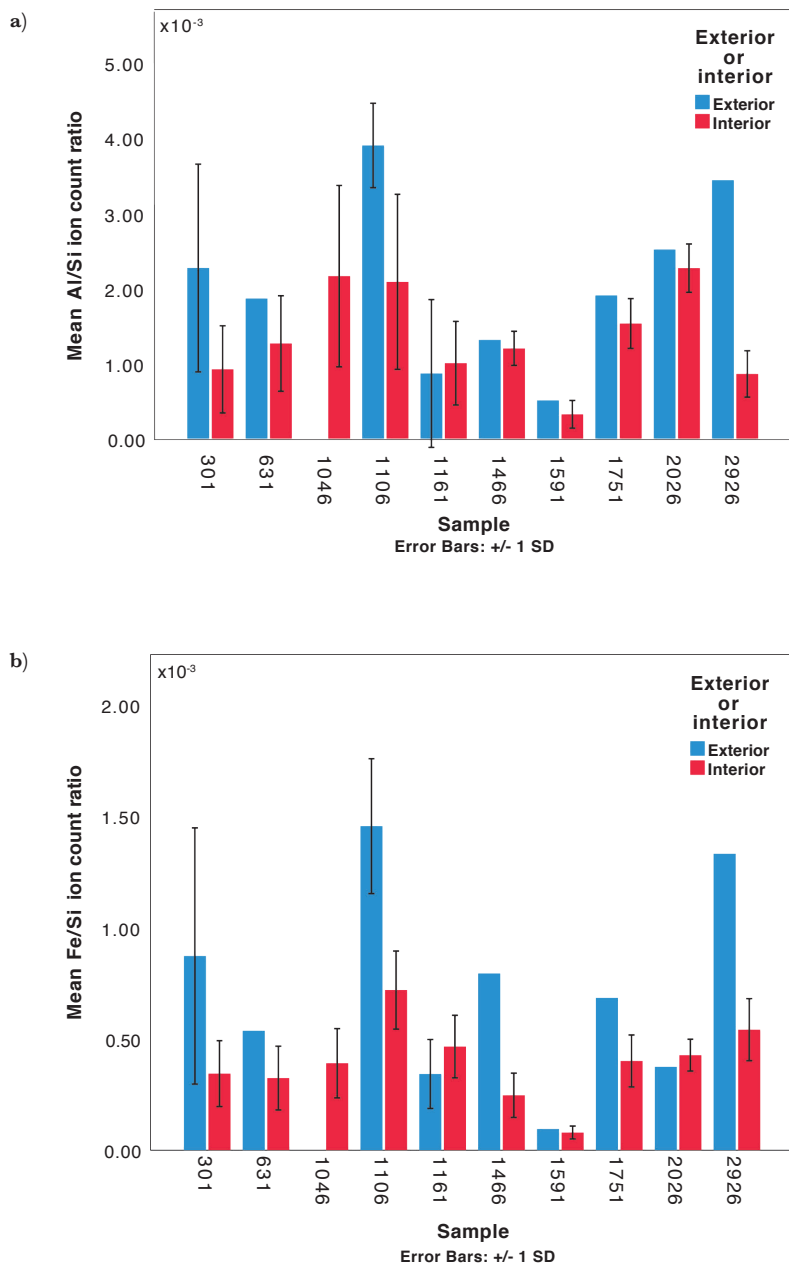 a)
x10-3
Exterior
or
interior
Exterior
Interior
Mean Al/Si ion count ratio
5.00
4.00
3.00
2.00
1.00
0.00
301 631 1046 1106 1161 1466 1591 1751 2026 2926
Sample
Error Bars: +/- 1 SD
b)
x10-3
Exterior
or
interior
Exterior
Interior
Mean Fe/Si ion count ratio
2.00
1.50
1.00
0.50
0.00
301 631 1046 1106 1161 1466 1591 1751 2026 2926
Sample
Error Bars: +/- 1 SD